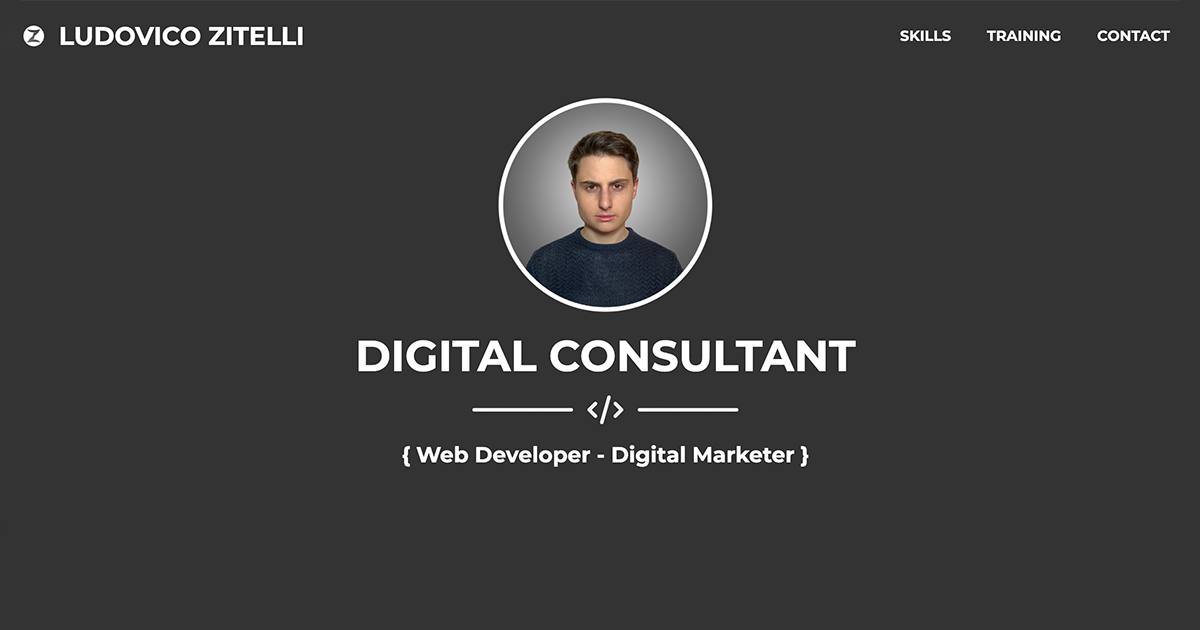 LUDOVICO ZITELLI
SKILLS TRAINING CONTACT
DIGITAL CONSULTANT
</>
{ Web Developer - Digital Marketer }